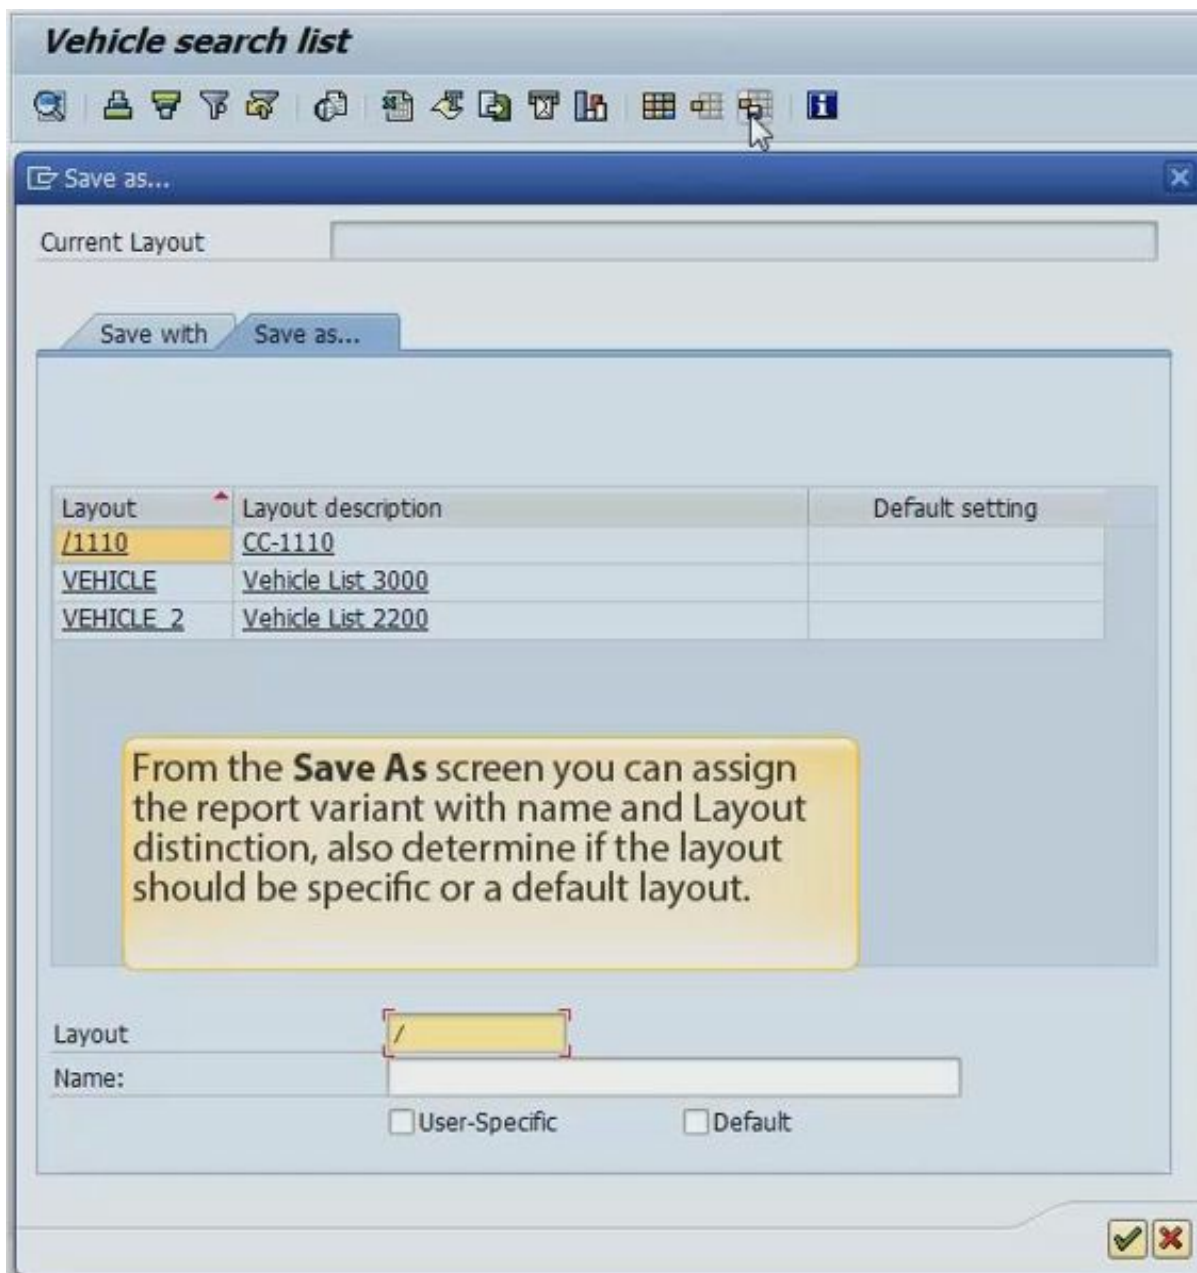 Vehicle search list
Save as...
Current Layout
Save with Save as...
Layout Layout description Default setting
/1110 CC-1110
VEHICLE Vehicle List 3000
VEHICLE_2 Vehicle List 2200
From the Save As screen you can assign
the report variant with name and Layout
distinction, also determine if the layout
should be specific or a default layout.
Layout /
Name:
User-Specific Default